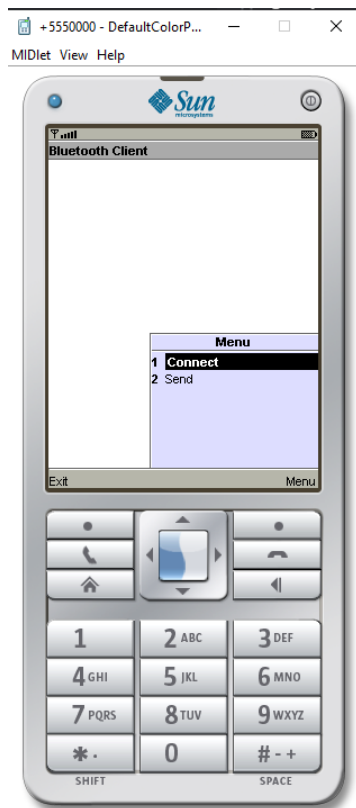 +5550000 - DefaultColorP...
MIDlet View Help
Sun
microsystems
Bluetooth Client
Menu
1 Connect
2 Send
Exit Menu
1 2 ABC 3 DEF
4 GHI 5 JKL 6 MNO
7 PQRS 8 TUV 9 WXYZ
* . 0 # - +
SHIFT SPACE